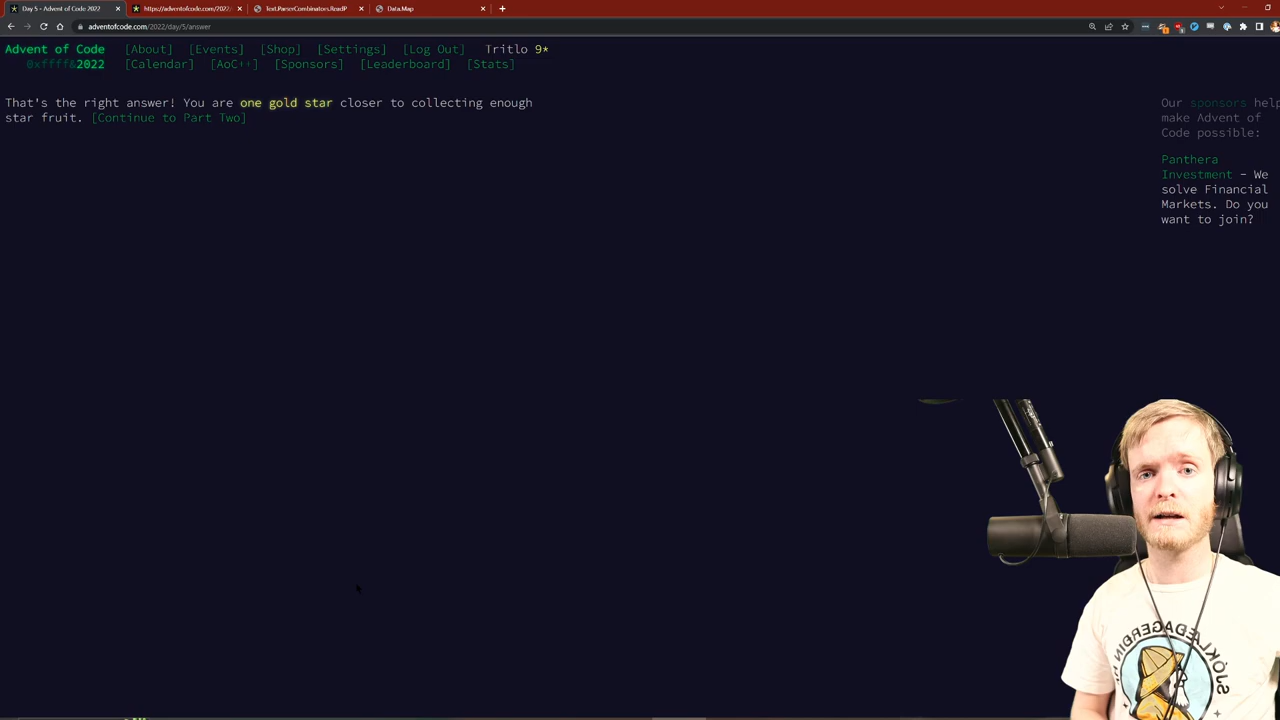 Day 5 - Advent of Code 2022
https://adventofcode.com/2022/
Text.ParserCombinators.ReadP
Data.Map
adventofcode.com/2022/day/5/answer
Advent of Code [About] [Events] [Shop] [Settings] [Log Out] Tritlo 9*
0xffff&2022 [Calendar] [AoC++] [Sponsors] [Leaderboard] [Stats]
That's the right answer! You are one gold star closer to collecting enough
star fruit. [Continue to Part Two]
Our sponsors help
make Advent of
Code possible:
Panthera
Investment - We
solve Financial
Markets. Do you
want to join?